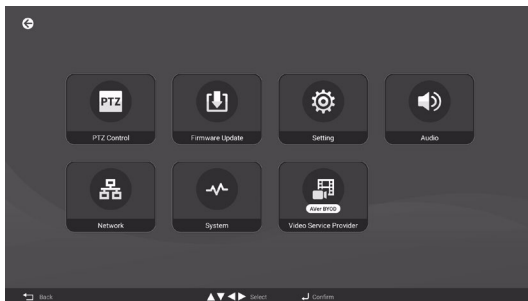 PTZ
PTZ Control
Firmware Update
Setting
Audio
AVer BYOD
Network
System
Video Service Provider
Back
Select
Confirm